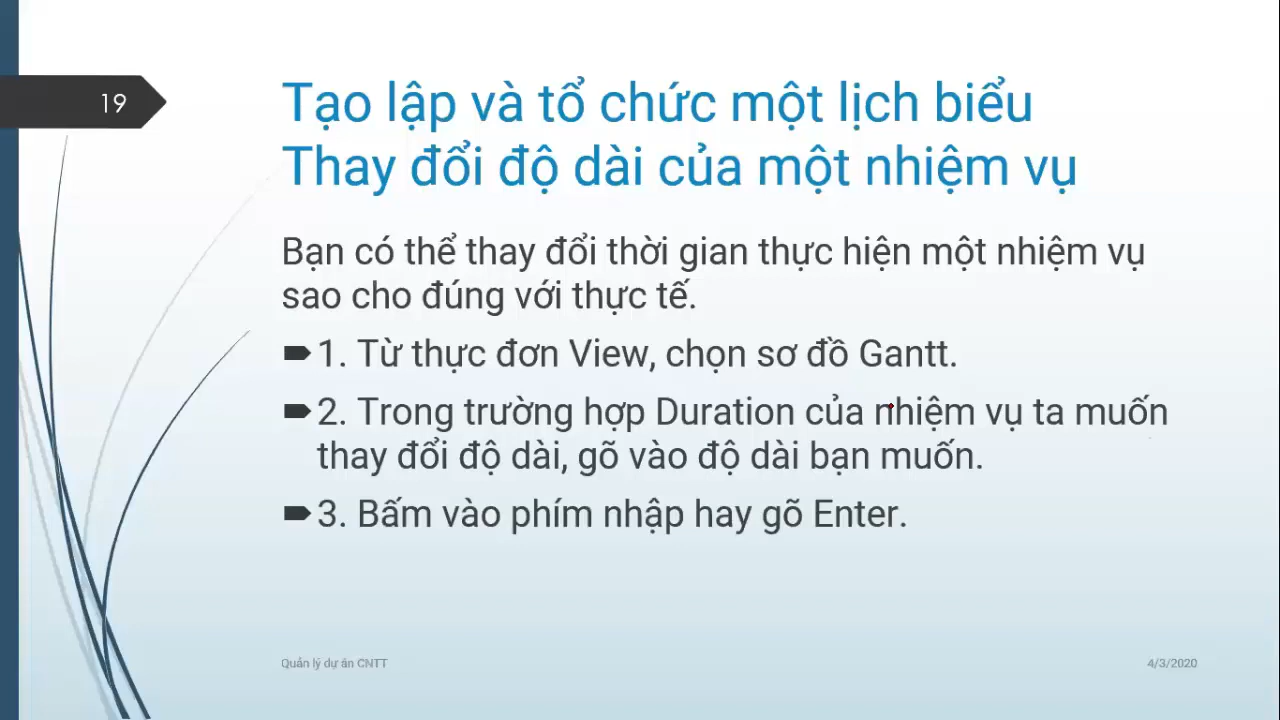 19
Tạo lập và tổ chức một lịch biểu
Thay đổi độ dài của một nhiệm vụ
Bạn có thể thay đổi thời gian thực hiện một nhiệm vụ
sao cho đúng với thực tế.
1. Từ thực đơn View, chọn sơ đồ Gantt.
2. Trong trường hợp Duration của nhiệm vụ ta muốn
thay đổi độ dài, gõ vào độ dài bạn muốn.
3. Bấm vào phím nhập hay gõ Enter.
Quản lý dự án CNTT
4/3/2020